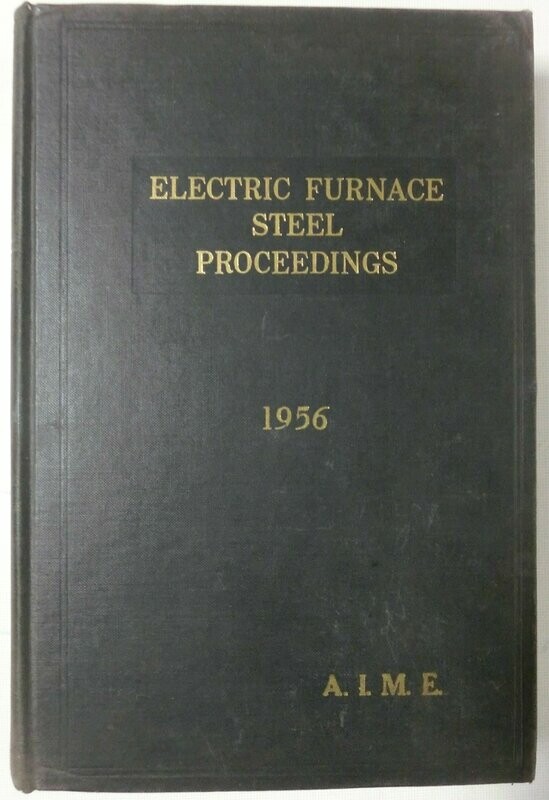 ELECTRIC FURNACE
STEEL
PROCEEDINGS
1956
A. I. M. E.